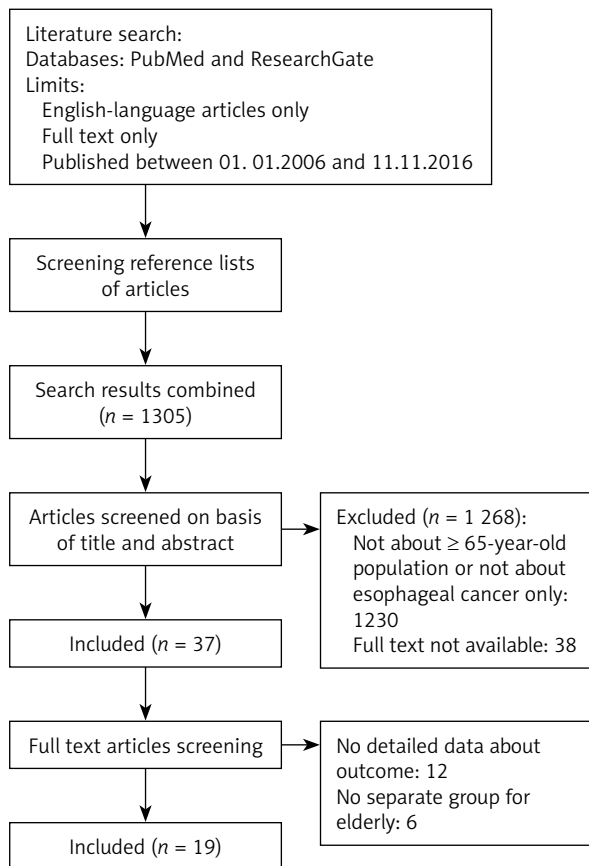 Literature search:
Databases: PubMed and ResearchGate
Limits:
English-language articles only
Full text only
Published between 01. 01.2006 and 11.11.2016
Screening reference lists
of articles
Search results combined
(n = 1305)
Articles screened on basis
of title and abstract
Excluded (n = 1 268):
Not about ≥ 65-year-old
population or not about
esophageal cancer only:
1230
Full text not available: 38
Included (n = 37)
Full text articles screening
No detailed data about
outcome: 12
No separate group for
elderly: 6
Included (n = 19)